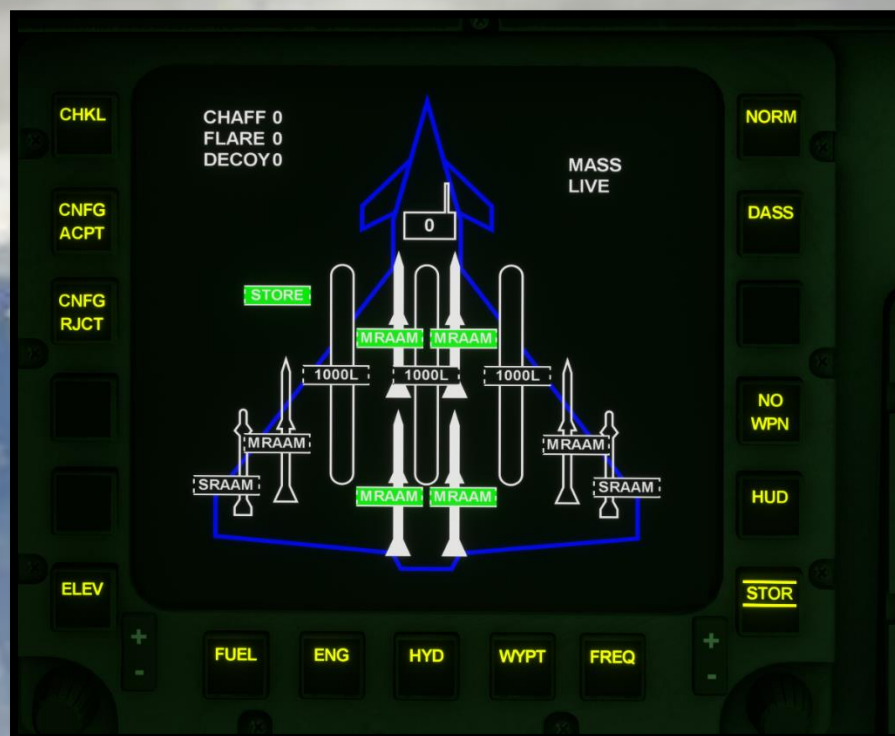 CHKL
CNFG
ACPT
CNFG
RJCT
ELEV
CHAFF 0
FLARE 0
DECOY 0
MASS
LIVE
0
STORE
MRAAM MRAAM
1000L 1000L 1000L
MRAAM MRAAM
SRAAM SRAAM
MRAAM MRAAM
NORM
DASS
NO
WPN
HUD
STOR
+
-
FUEL ENG HYD WYPT FREQ
+
-